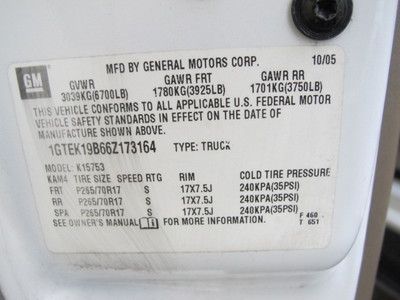 MFD BY GENERAL MOTORS CORP. 10/05
GM GVWR GAWR FRT GAWR RR
3039KG(6700LB) 1780KG(3925LB) 1701KG(3750LB)
THIS VEHICLE CONFORMS TO ALL APPLICABLE U.S. FEDERAL MOTOR
VEHICLE SAFETY STANDARDS IN EFFECT ON THE DATE OF
MANUFACTURE SHOWN ABOVE.
1GTEK19B66Z173164 TYPE: TRUCK
MODEL: K15753
KAM4 TIRE SIZE SPEED RTG RIM COLD TIRE PRESSURE
FRT P265/70R17 S 17X7.5J 240KPA(35PSI)
RR P265/70R17 S 17X7.5J 240KPA(35PSI)
SPA P265/70R17 S 17X7.5J 240KPA(35PSI)
SEE OWNER'S MANUAL FOR MORE INFORMATION. F 460
T 651